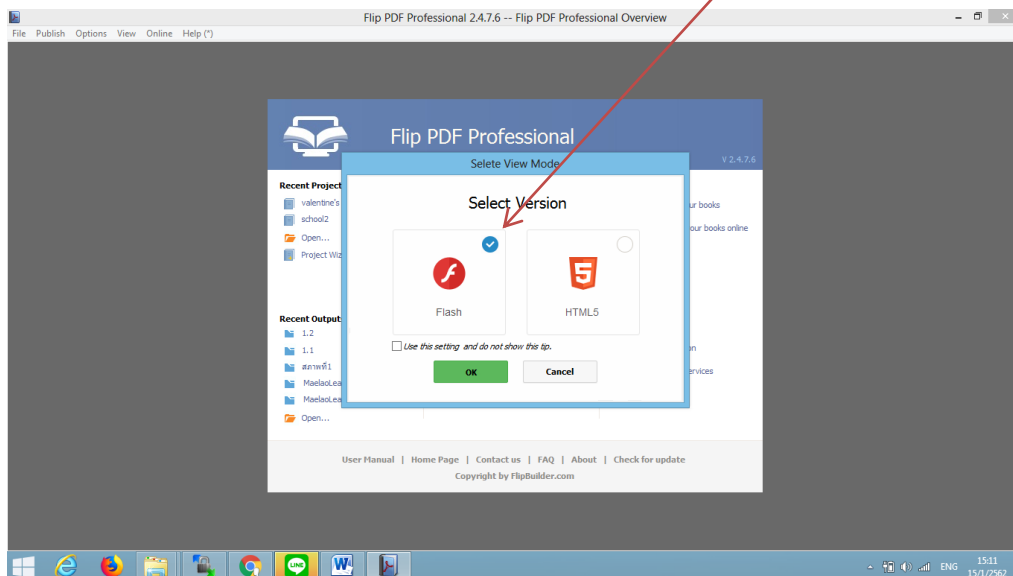 Flip PDF Professional 2.4.7.6 -- Flip PDF Professional Overview
File Publish Options View Online Help (*)
Flip PDF Professional
V 2.4.7.6
Selete View Mode
Recent Project
valentine's
school2
Open...
Project Wiz
Select Version
ur books
our books online
Flash
HTML5
Recent Output
1.2
1.1
สภาพที่1
MaelaoLea
MaelaoLea
Open...
Use this setting and do not show this tip.
OK
Cancel
on
ervices
User Manual | Home Page | Contact us | FAQ | About | Check for update
Copyright by FlipBuilder.com
LINE
W
ENG
15:11
15/1/2562